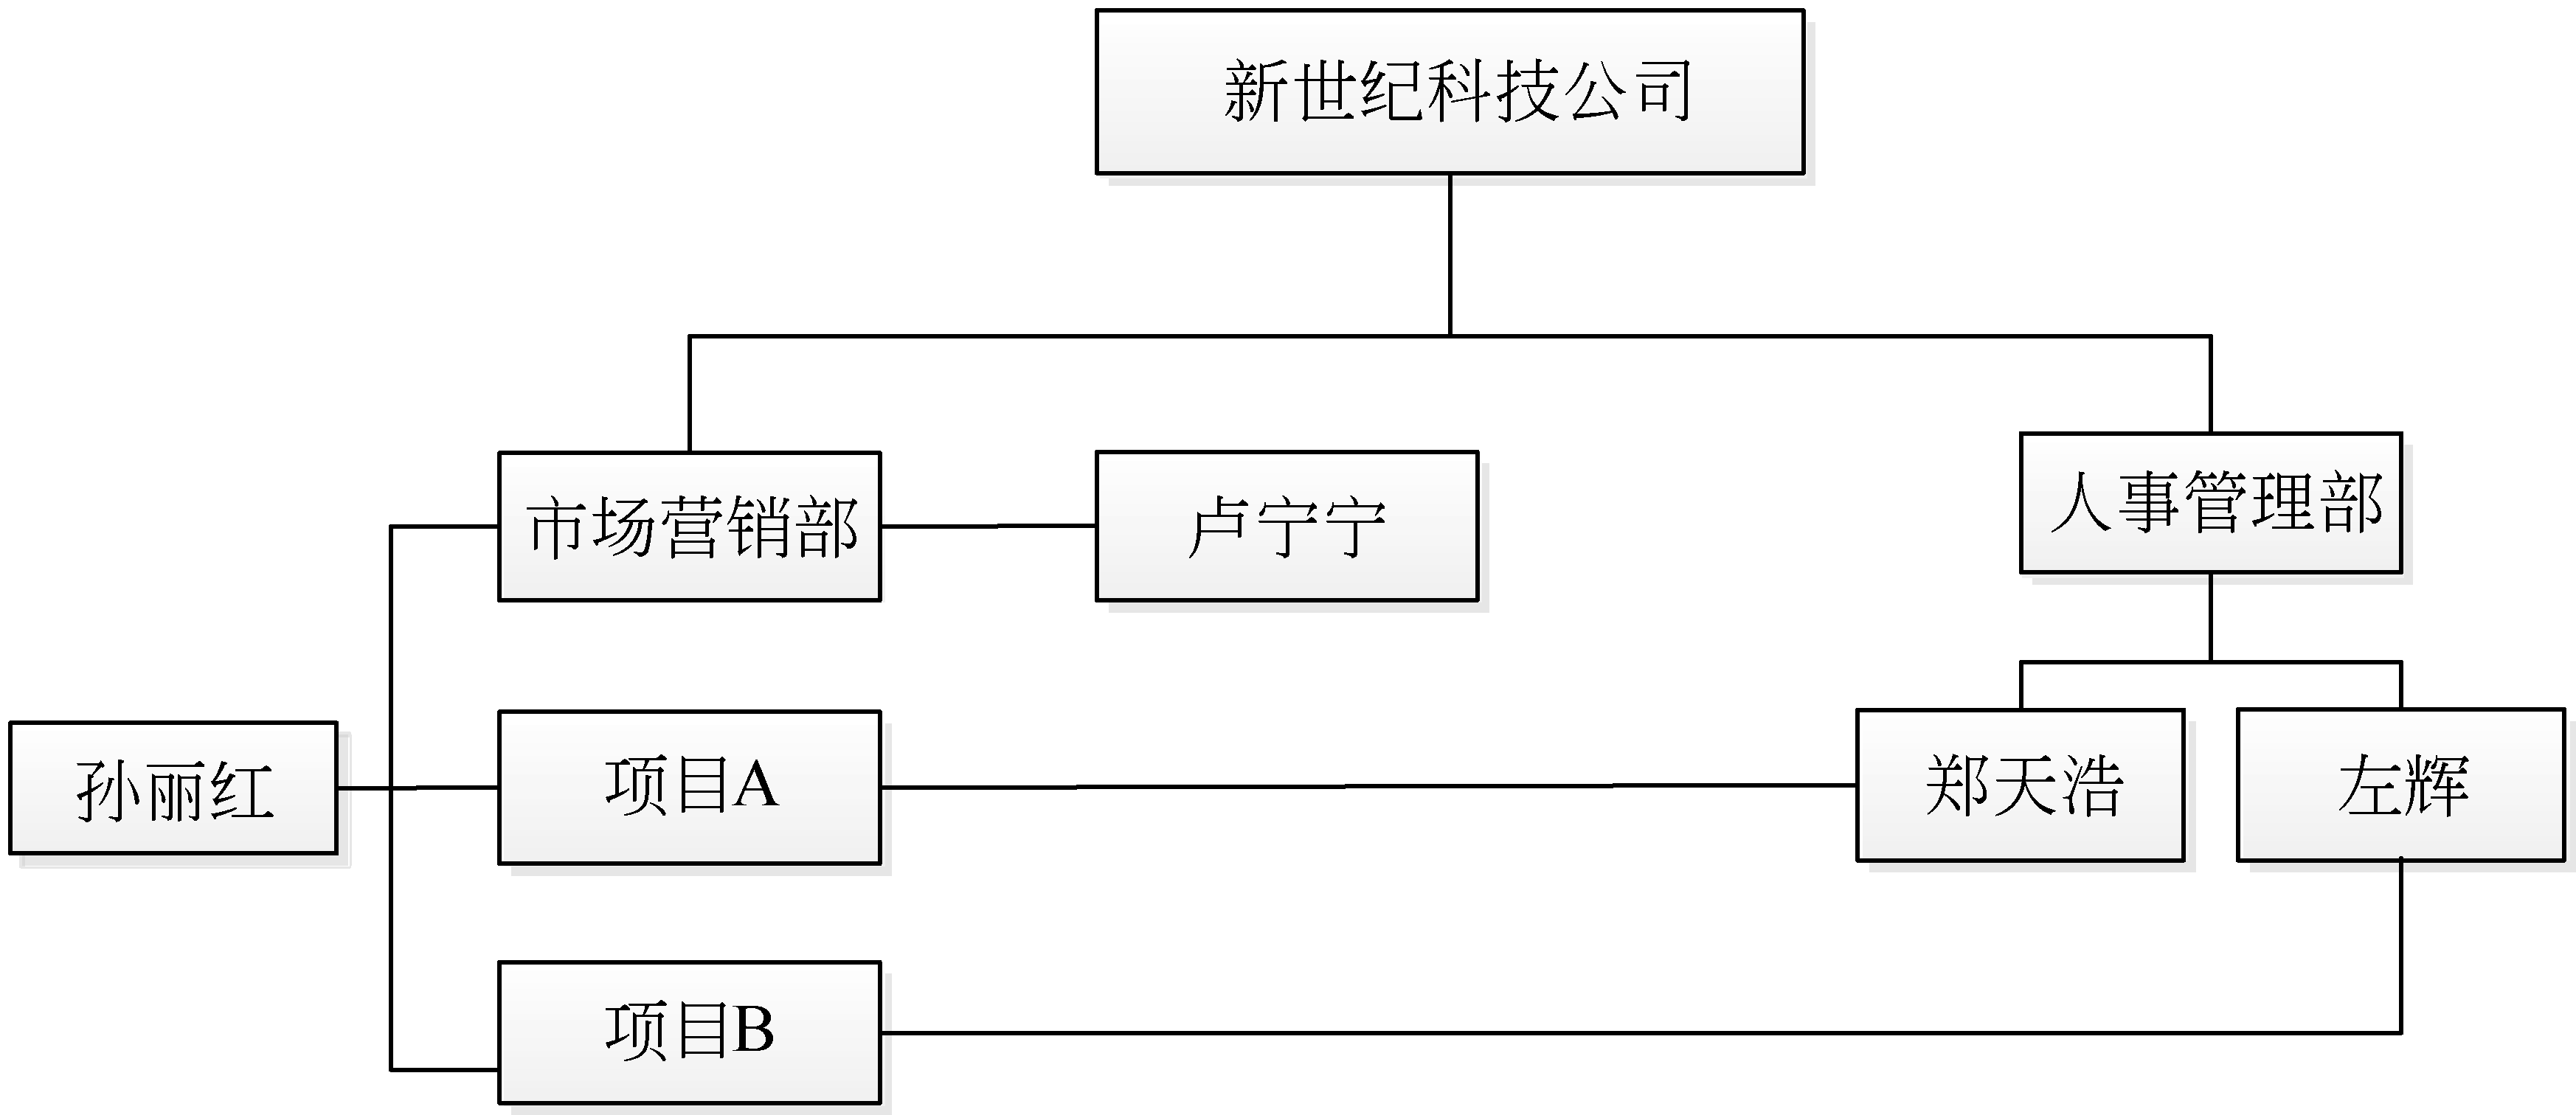 新世纪科技公司
市场营销部
卢宁宁
人事管理部
孙丽红
项目A
郑天浩
左辉
项目B